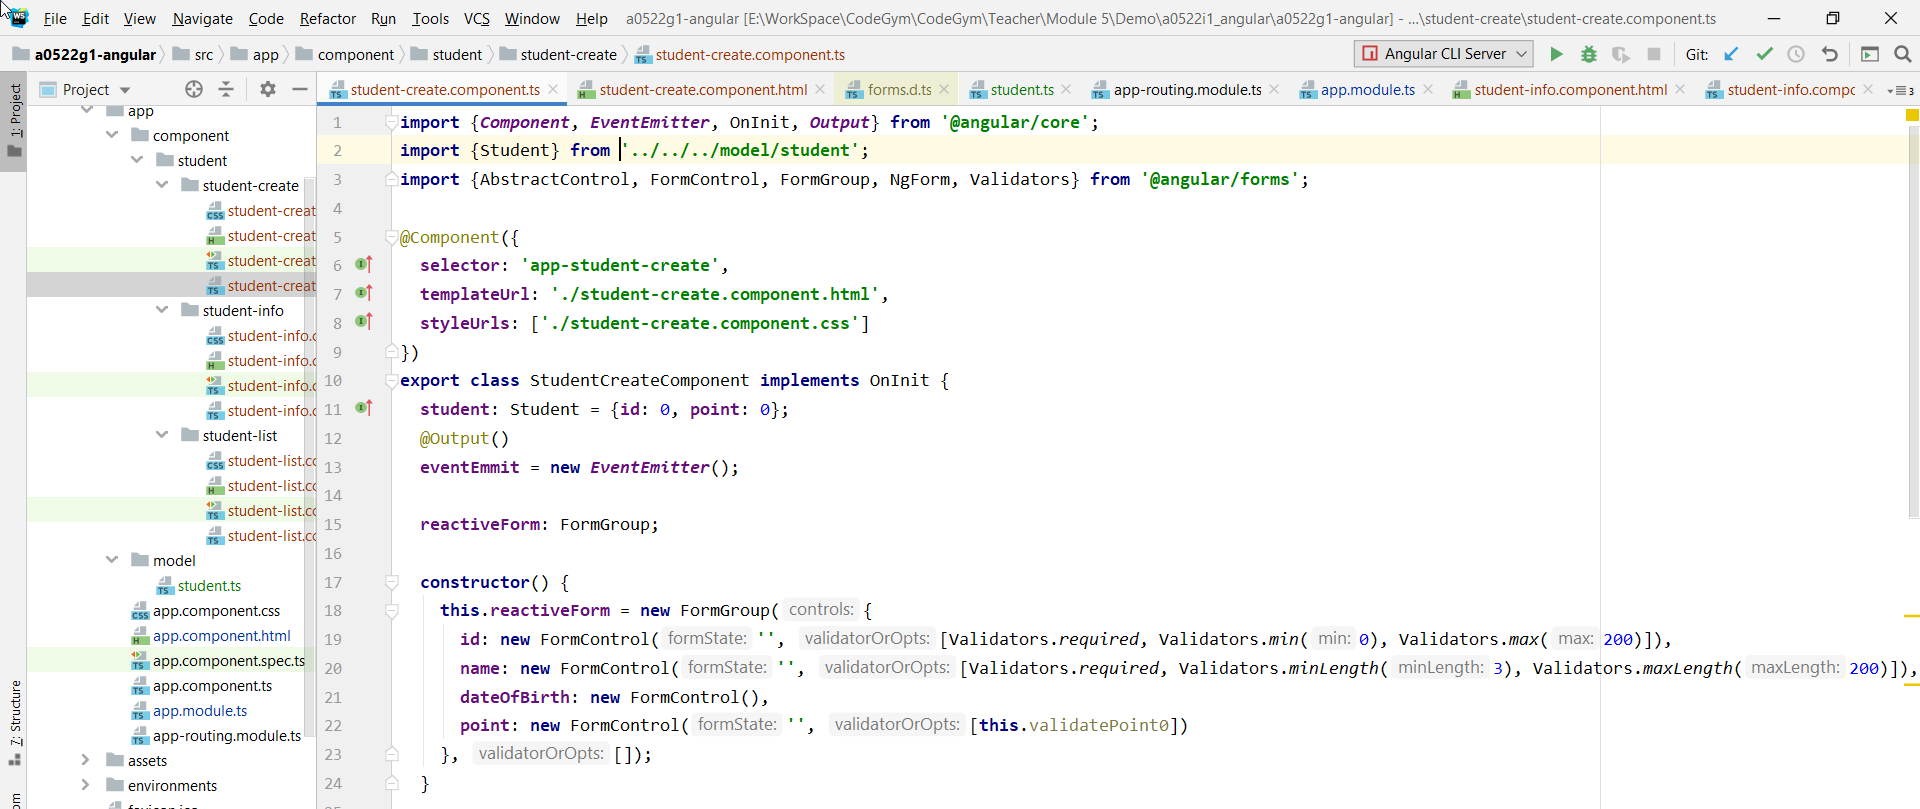 WS File Edit View Navigate Code Refactor Run Tools VCS Window Help a0522g1-angular [E:\WorkSpace\CodeGym\CodeGym\Teacher\Module 5\Demo\a0522i1_angular\a0522g1-angular] - ...\student-create\student-create.component.ts
a0522g1-angular src app component student student-create student-create.component.ts Angular CLI Server Git:
Project student-create.component.ts student-create.component.html forms.d.ts student.ts app-routing.module.ts app.module.ts student-info.component.html student-info.compc 3
1: Project
7: Structure
app
component
student
student-create
student-creat
student-creat
student-creat
student-creat
student-info
student-info.c
student-info.c
student-info.c
student-info.c
student-list
student-list.cc
student-list.cc
student-list.cc
student-list.cc
model
student.ts
app.component.css
app.component.html
app.component.spec.ts
app.component.ts
app.module.ts
app-routing.module.ts
assets
environments
1 import {Component, EventEmitter, OnInit, Output} from '@angular/core';
2 import {Student} from '../../../model/student';
3 import {AbstractControl, FormControl, FormGroup, NgForm, Validators} from '@angular/forms';
4
5 @Component({
6 selector: 'app-student-create',
7 templateUrl: './student-create.component.html',
8 styleUrls: ['./student-create.component.css']
9 })
10 export class StudentCreateComponent implements OnInit {
11 student: Student = {id: 0, point: 0};
12 @Output()
13 eventEmmit = new EventEmitter();
14
15 reactiveForm: FormGroup;
16
17 constructor() {
18 this.reactiveForm = new FormGroup( controls: {
19 id: new FormControl( formState: '', validatorOrOpts: [Validators.required, Validators.min( min: 0), Validators.max( max: 200)]),
20 name: new FormControl( formState: '', validatorOrOpts: [Validators.required, Validators.minLength( minLength: 3), Validators.maxLength( maxLength: 200)]),
21 dateOfBirth: new FormControl(),
22 point: new FormControl( formState: '', validatorOrOpts: [this.validatePoint0])
23 }, validatorOrOpts: []);
24 }